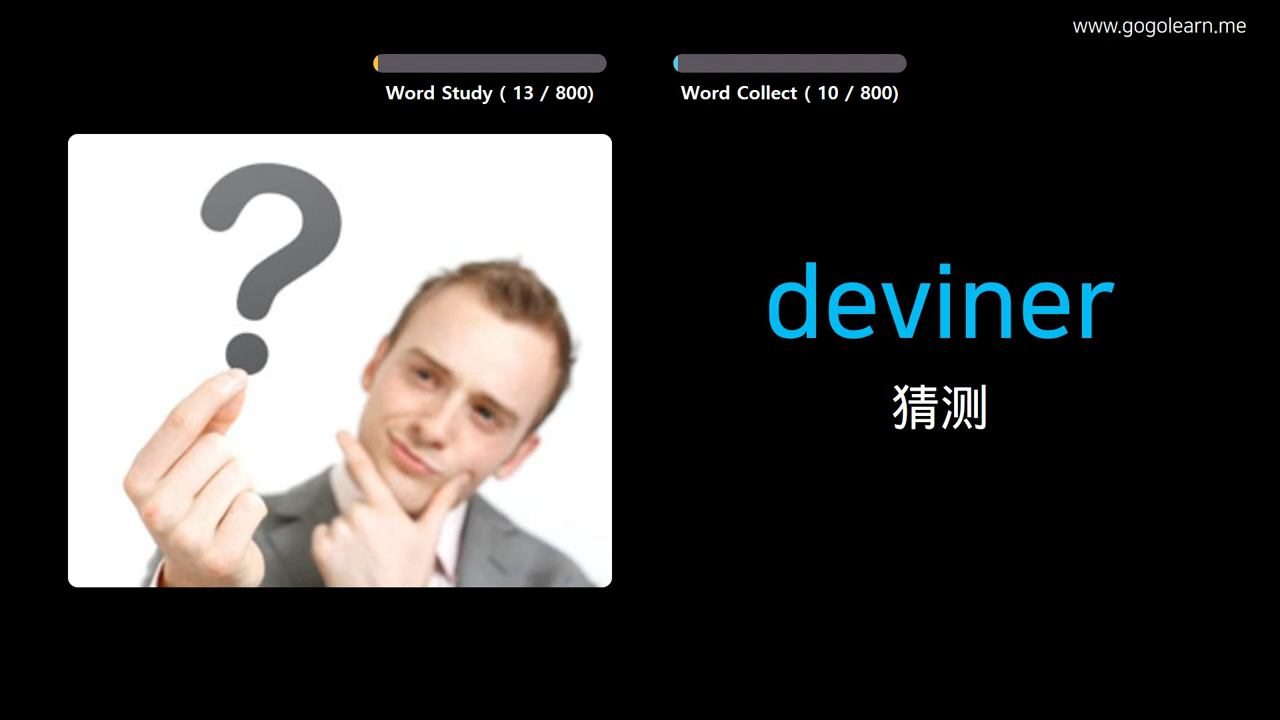 www.gogolearn.me
Word Study ( 13 / 800)
Word Collect ( 10 / 800)
?
deviner
猜测